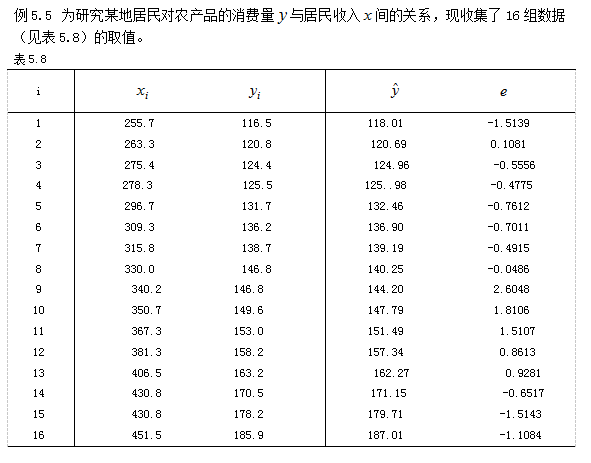 例5.5 为研究某地居民对农产品的消费量 y 与居民收入 x 间的关系，现收集了 16 组数据
（见表5.8）的取值。
表5.8
i xᵢ yᵢ ŷ e
1 255.7 116.5 118.01 -1.5139
2 263.3 120.8 120.69 0.1081
3 275.4 124.4 124.96 -0.5556
4 278.3 125.5 125..98 -0.4775
5 296.7 131.7 132.46 -0.7612
6 309.3 136.2 136.90 -0.7011
7 315.8 138.7 139.19 -0.4915
8 330.0 146.8 140.25 -0.0486
9 340.2 146.8 144.20 2.6048
10 350.7 149.6 147.79 1.8106
11 367.3 153.0 151.49 1.5107
12 381.3 158.2 157.34 0.8613
13 406.5 163.2 162.27 0.9281
14 430.8 170.5 171.15 -0.6517
15 430.8 178.2 179.71 -1.5143
16 451.5 185.9 187.01 -1.1084